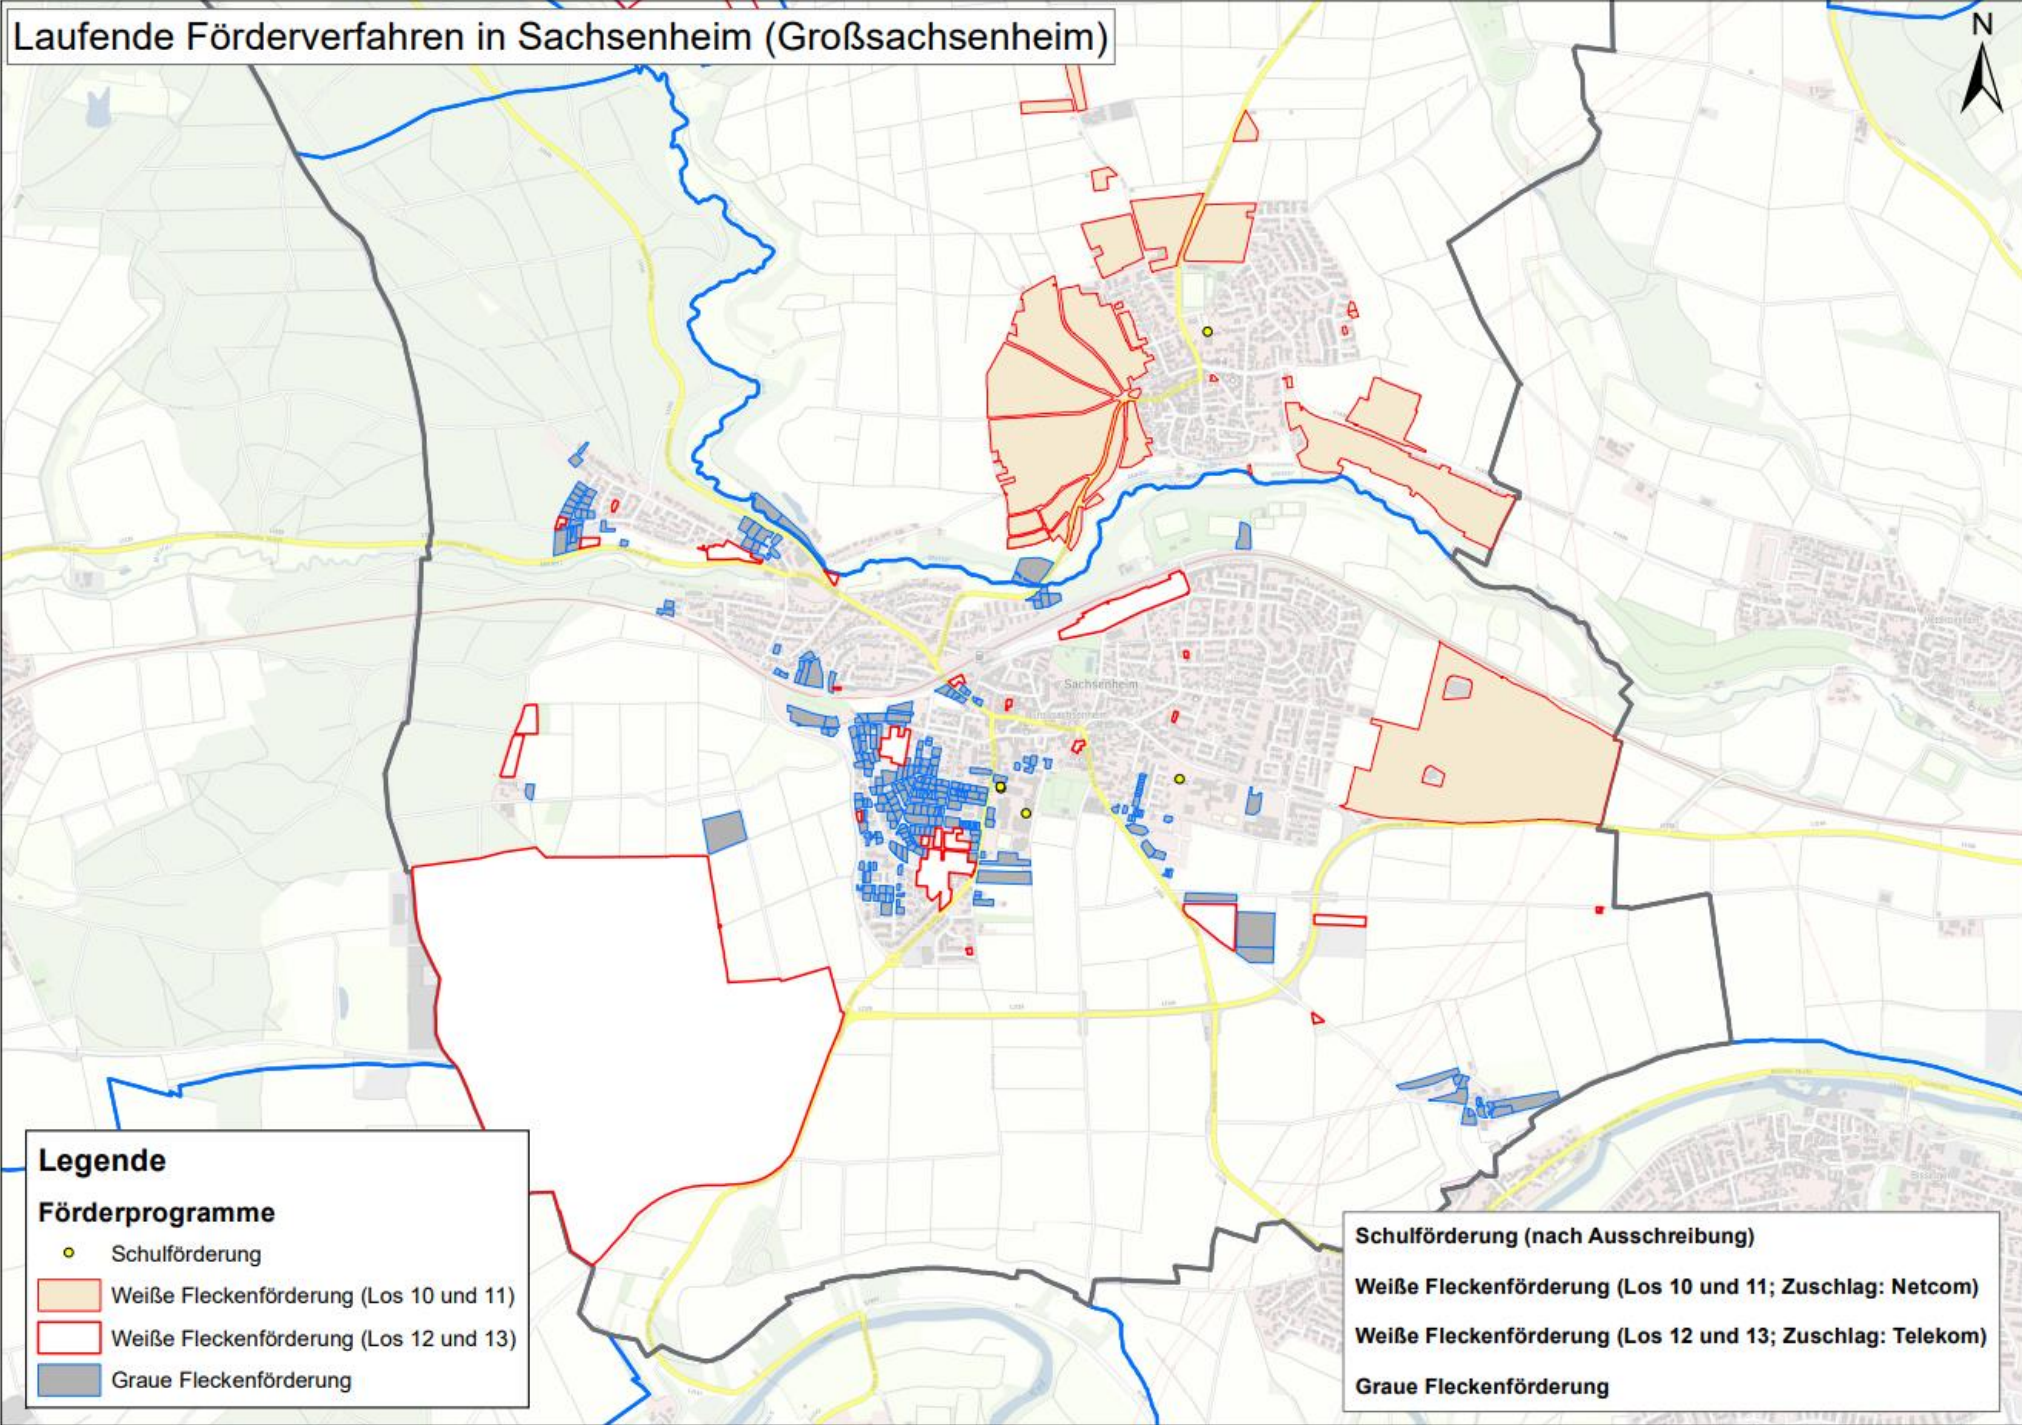 Laufende Förderverfahren in Sachsenheim (Großsachsenheim)
N
Sachsenheim
Legende
Förderprogramme
Schulförderung
Weiße Fleckenförderung (Los 10 und 11)
Weiße Fleckenförderung (Los 12 und 13)
Graue Fleckenförderung
Schulförderung (nach Ausschreibung)
Weiße Fleckenförderung (Los 10 und 11; Zuschlag: Netcom)
Weiße Fleckenförderung (Los 12 und 13; Zuschlag: Telekom)
Graue Fleckenförderung